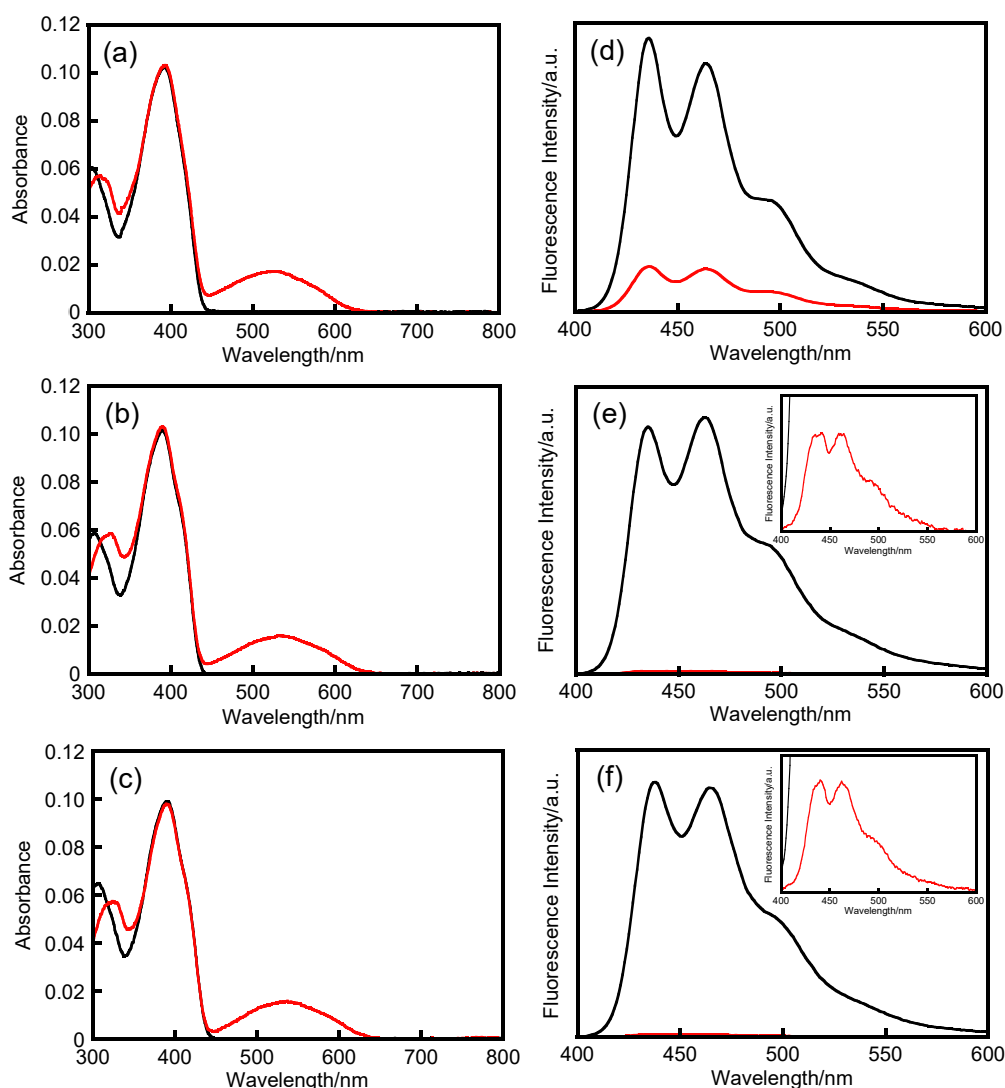 (a)
Absorbance
0.12
0.10
0.08
0.06
0.04
0.02
0
300 400 500 600 700 800
Wavelength/nm
(d)
Fluorescence Intensity/a.u.
400 450 500 550 600
Wavelength/nm
(b)
Absorbance
0.12
0.10
0.08
0.06
0.04
0.02
0
300 400 500 600 700 800
Wavelength/nm
(e)
Fluorescence Intensity/a.u.
400 450 500 550 600
Wavelength/nm
Fluorescence Intensity/a.u.
400 450 500 550 600
Wavelength/nm
(c)
Absorbance
0.12
0.10
0.08
0.06
0.04
0.02
0
300 400 500 600 700 800
Wavelength/nm
(f)
Fluorescence Intensity/a.u.
400 450 500 550 600
Wavelength/nm
Fluorescence Intensity/a.u.
400 450 500 550 600
Wavelength/nm